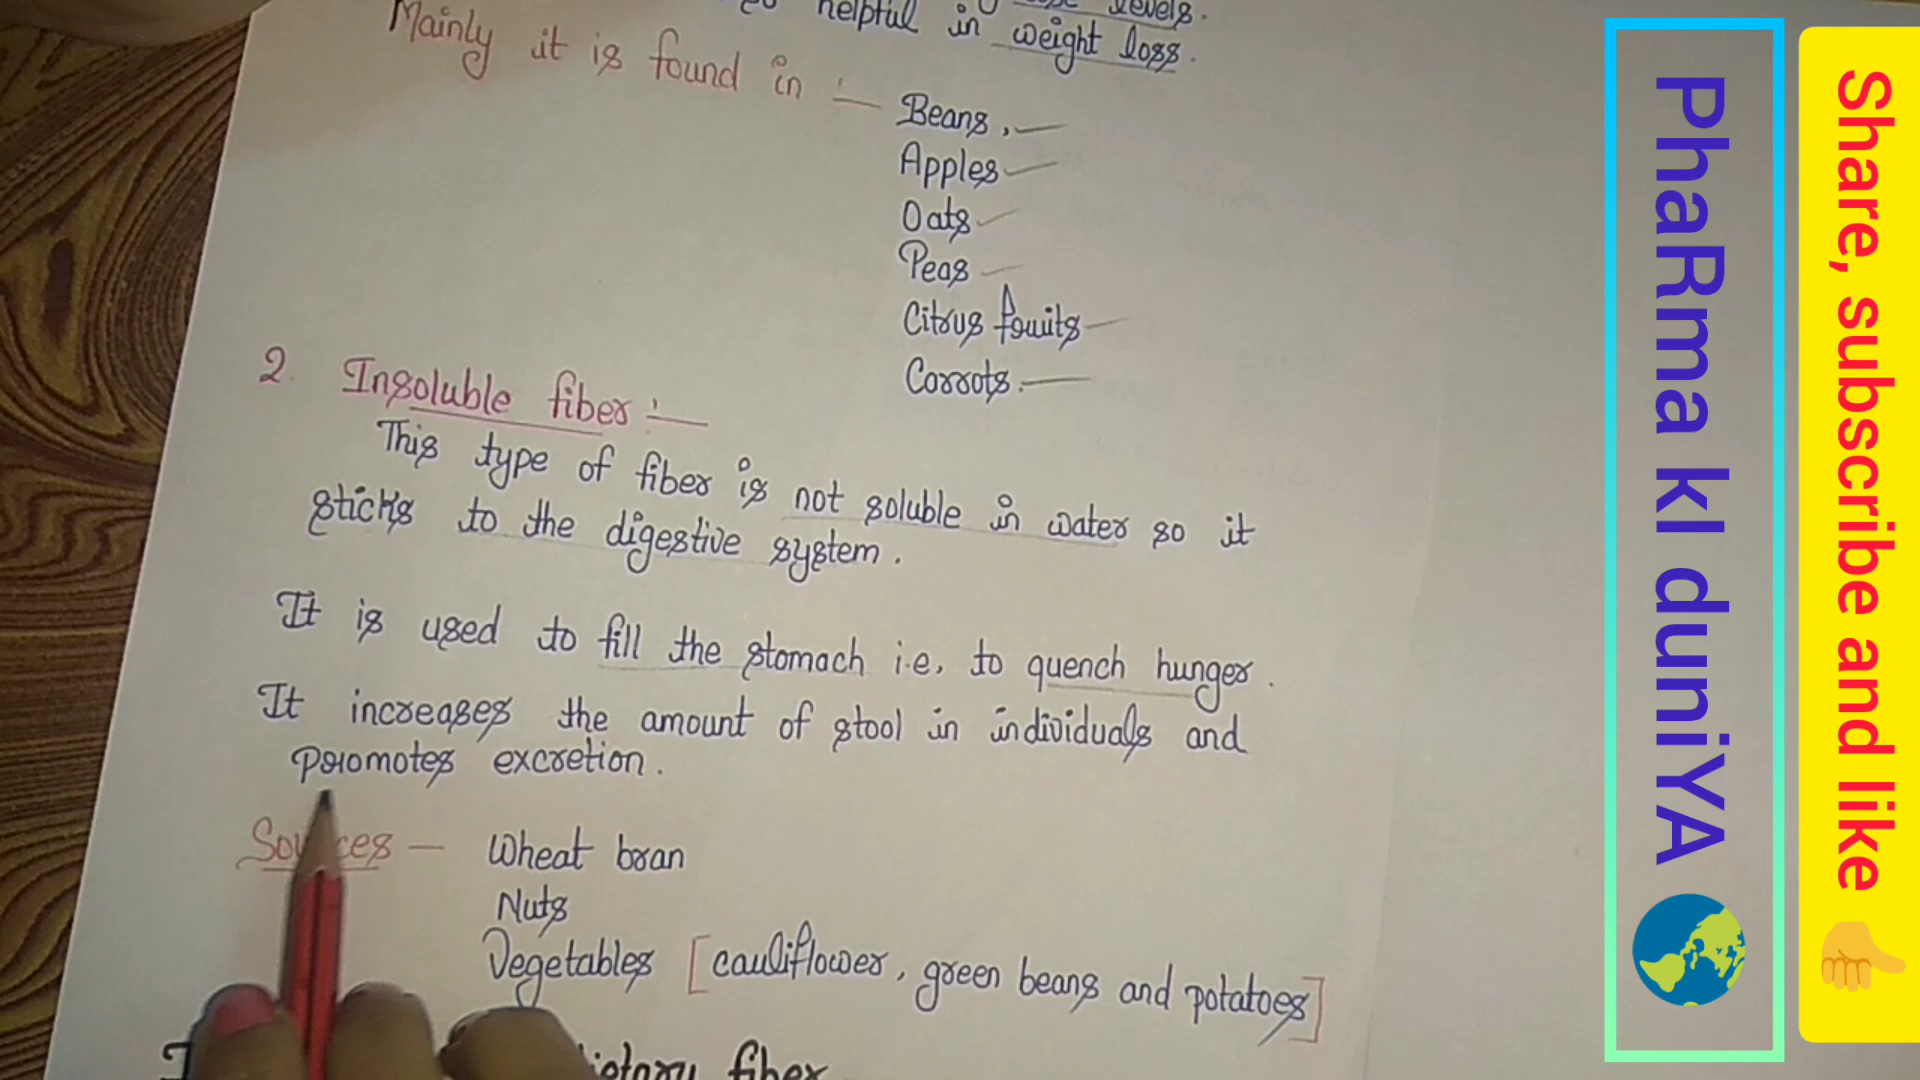 levels.
helpful in weight loss.
Mainly it is found in :-
Beans,
Apples
Oats
Peas
Citrus fruits
Carrots.
2. Insoluble fiber :-
This type of fiber is not soluble in water so it
sticks to the digestive system.
It is used to fill the stomach i.e, to quench hunger.
It increases the amount of stool in individuals and
promotes excretion.
Sources - Wheat bran
Nuts
Vegetables [cauliflower, green beans and potatoes]
fiber
PhaRma kI duniYA
Share, subscribe and like